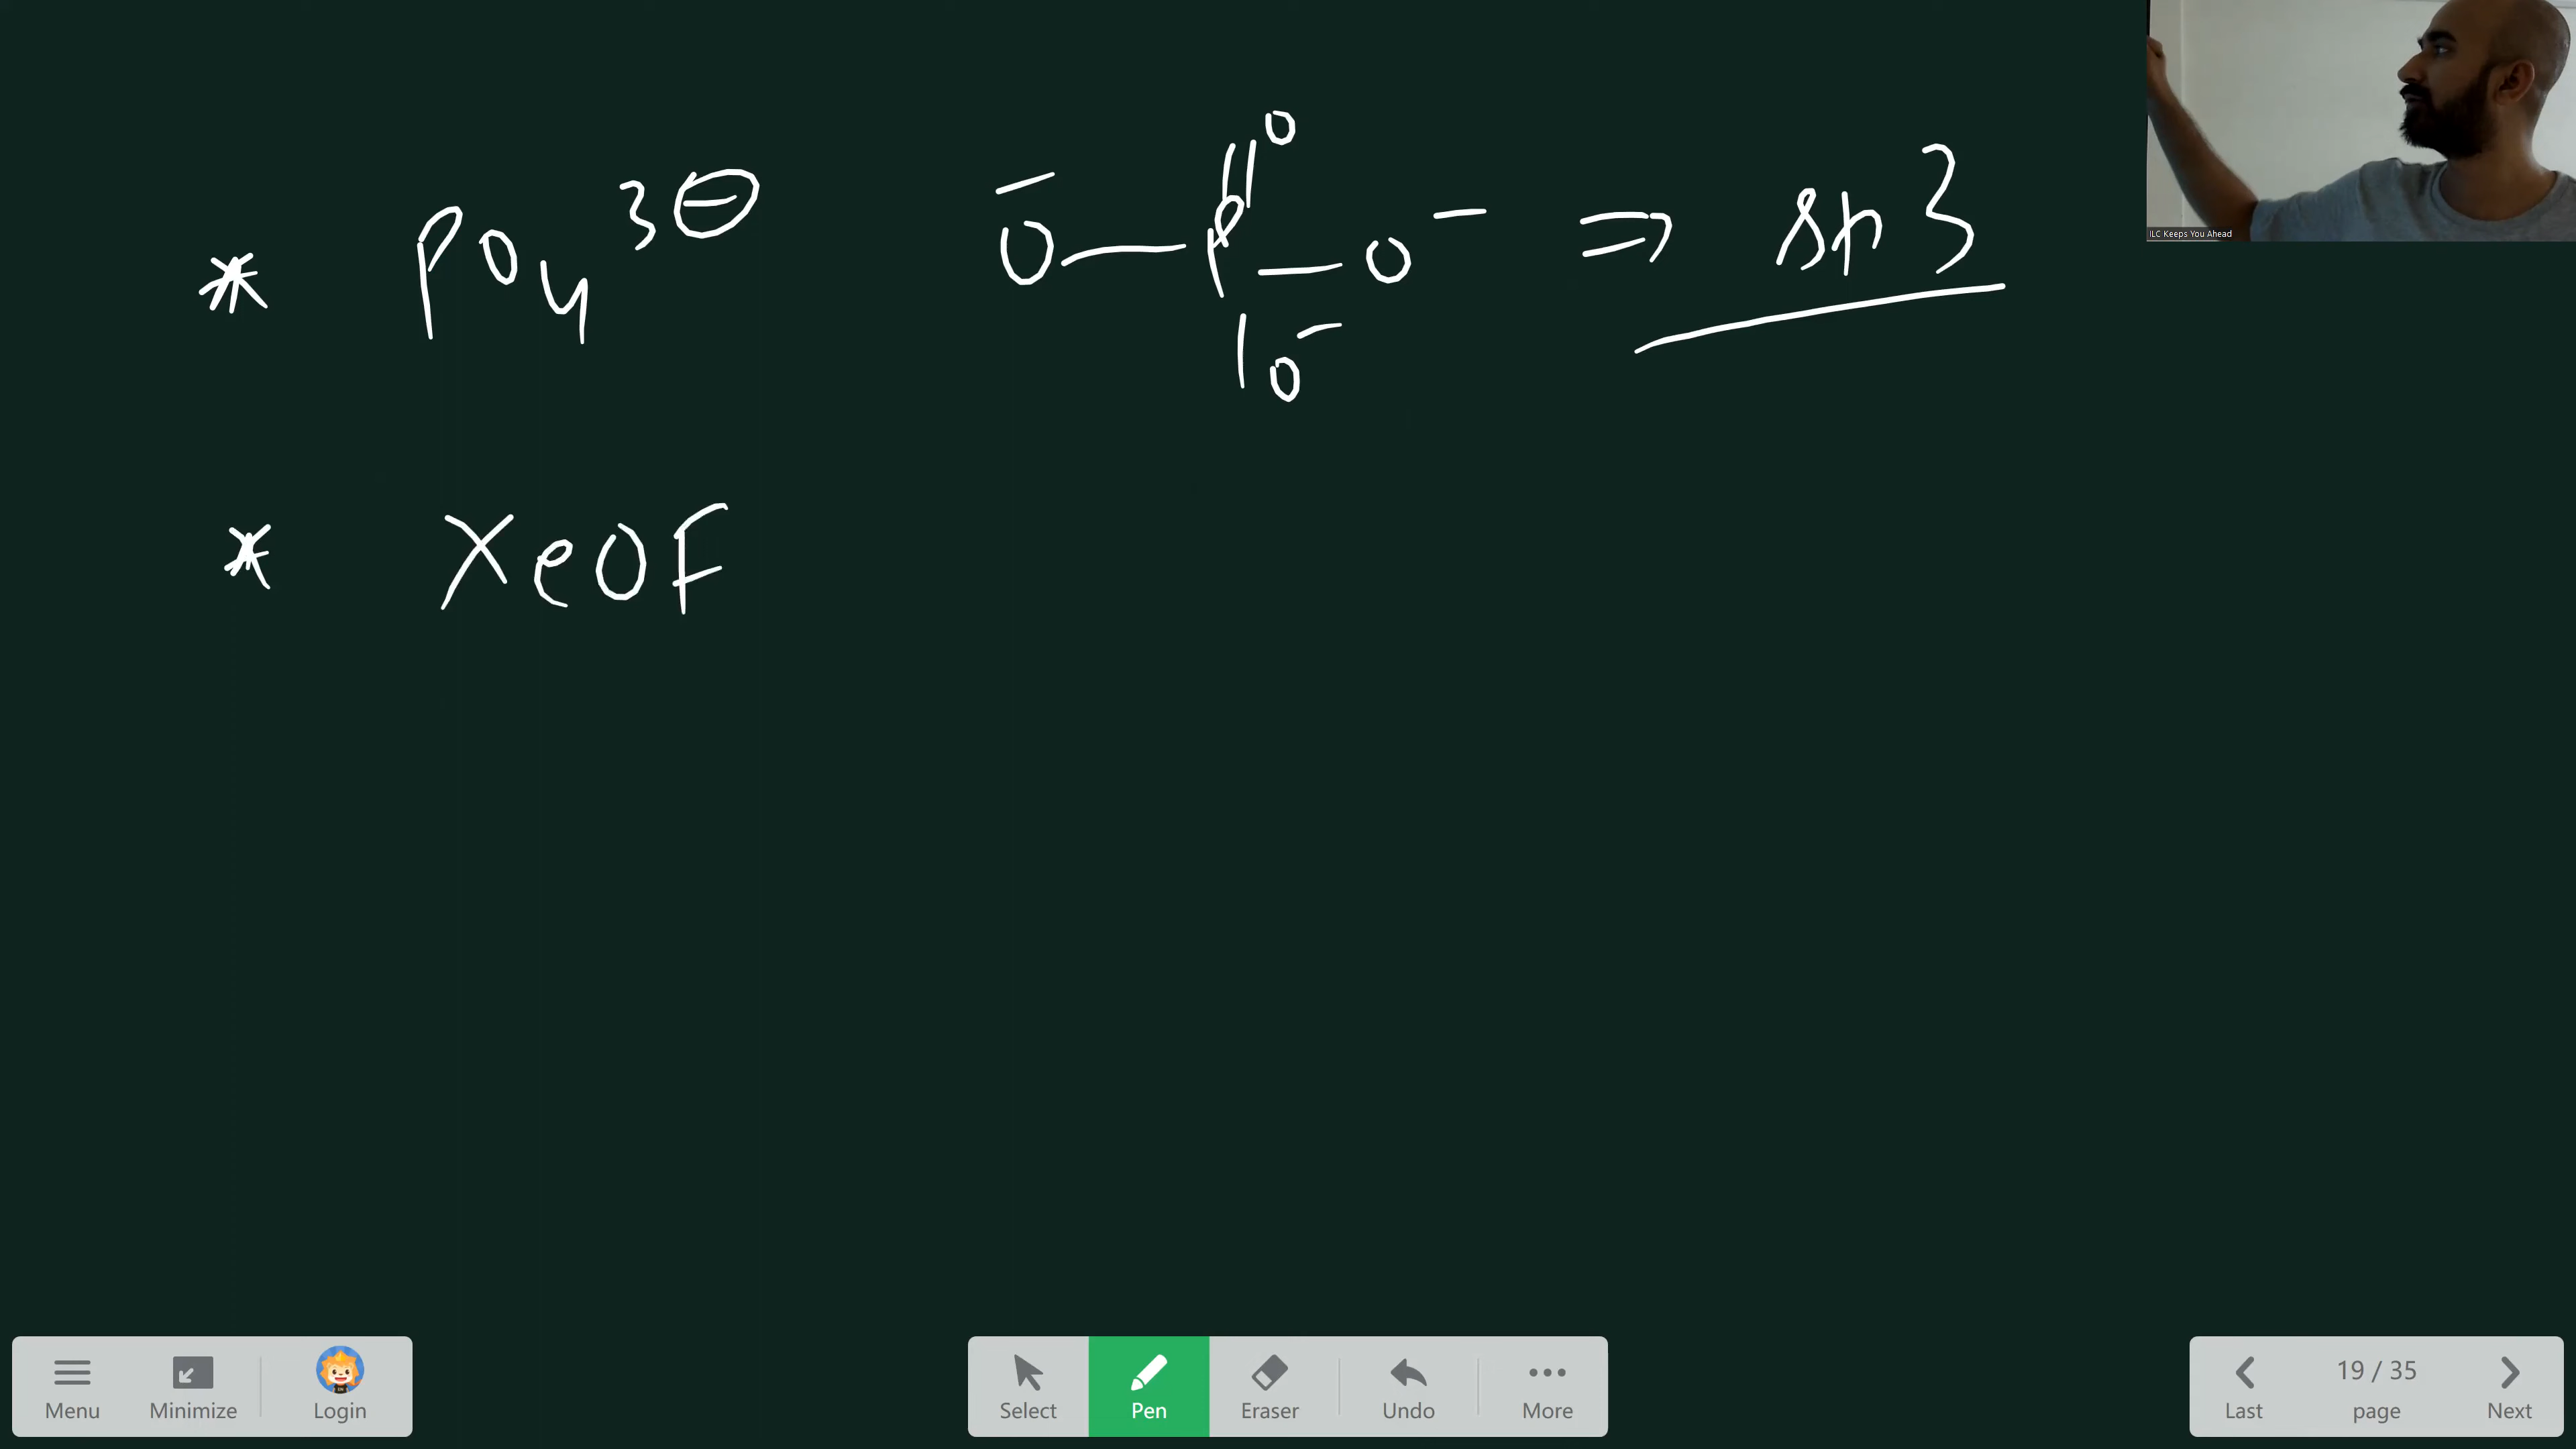 * PO4 3⊖ O⁻—P(=O)(—O⁻)—O⁻ ⇒ sp3
* XeOF
ILC Keeps You Ahead
Menu Minimize Login Select Pen Eraser Undo More Last 19 / 35 page Next